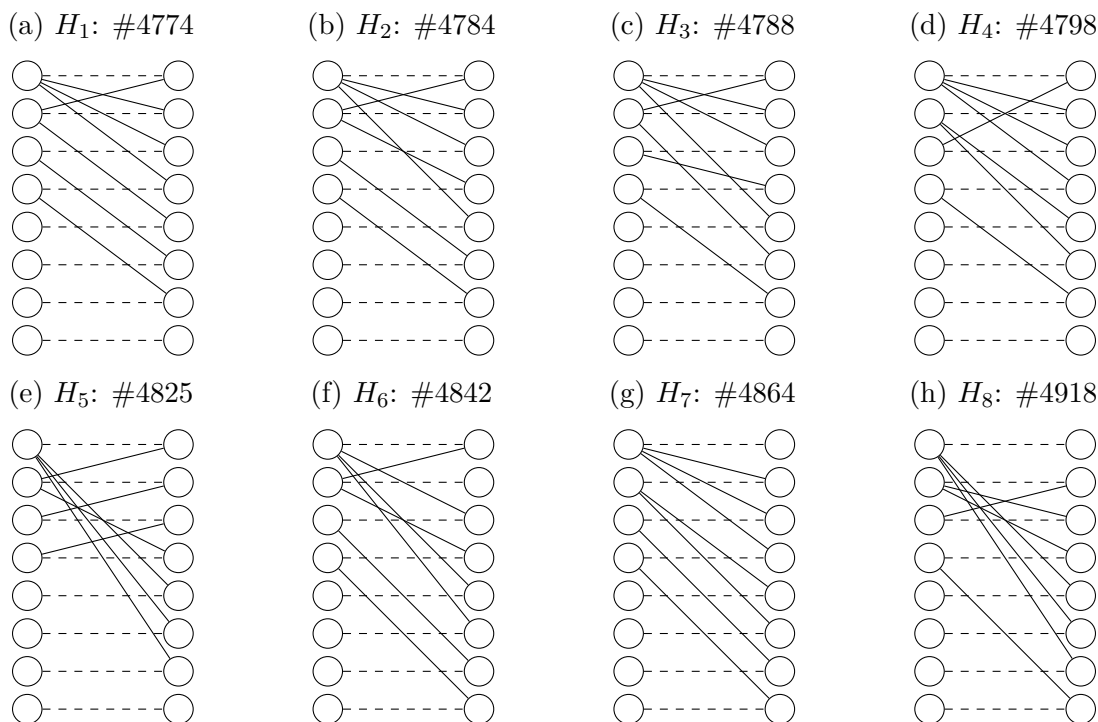 (a) H₁: #4774 (b) H₂: #4784 (c) H₃: #4788 (d) H₄: #4798
(e) H₅: #4825 (f) H₆: #4842 (g) H₇: #4864 (h) H₈: #4918